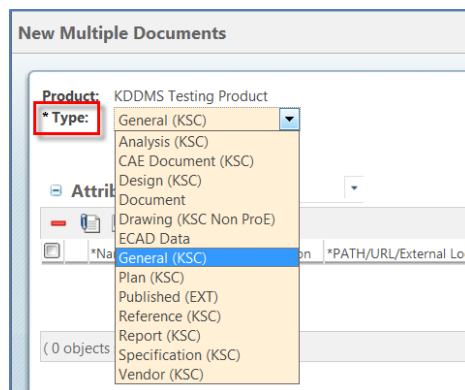 New Multiple Documents
Product: KDDMS Testing Product
* Type: General (KSC)
Analysis (KSC)
CAE Document (KSC)
Design (KSC)
Document
Drawing (KSC Non ProE)
ECAD Data
General (KSC)
Plan (KSC)
Published (EXT)
Reference (KSC)
Report (KSC)
Specification (KSC)
Vendor (KSC)
Attrib
*Na on *PATH/URL/External Loc
( 0 objects